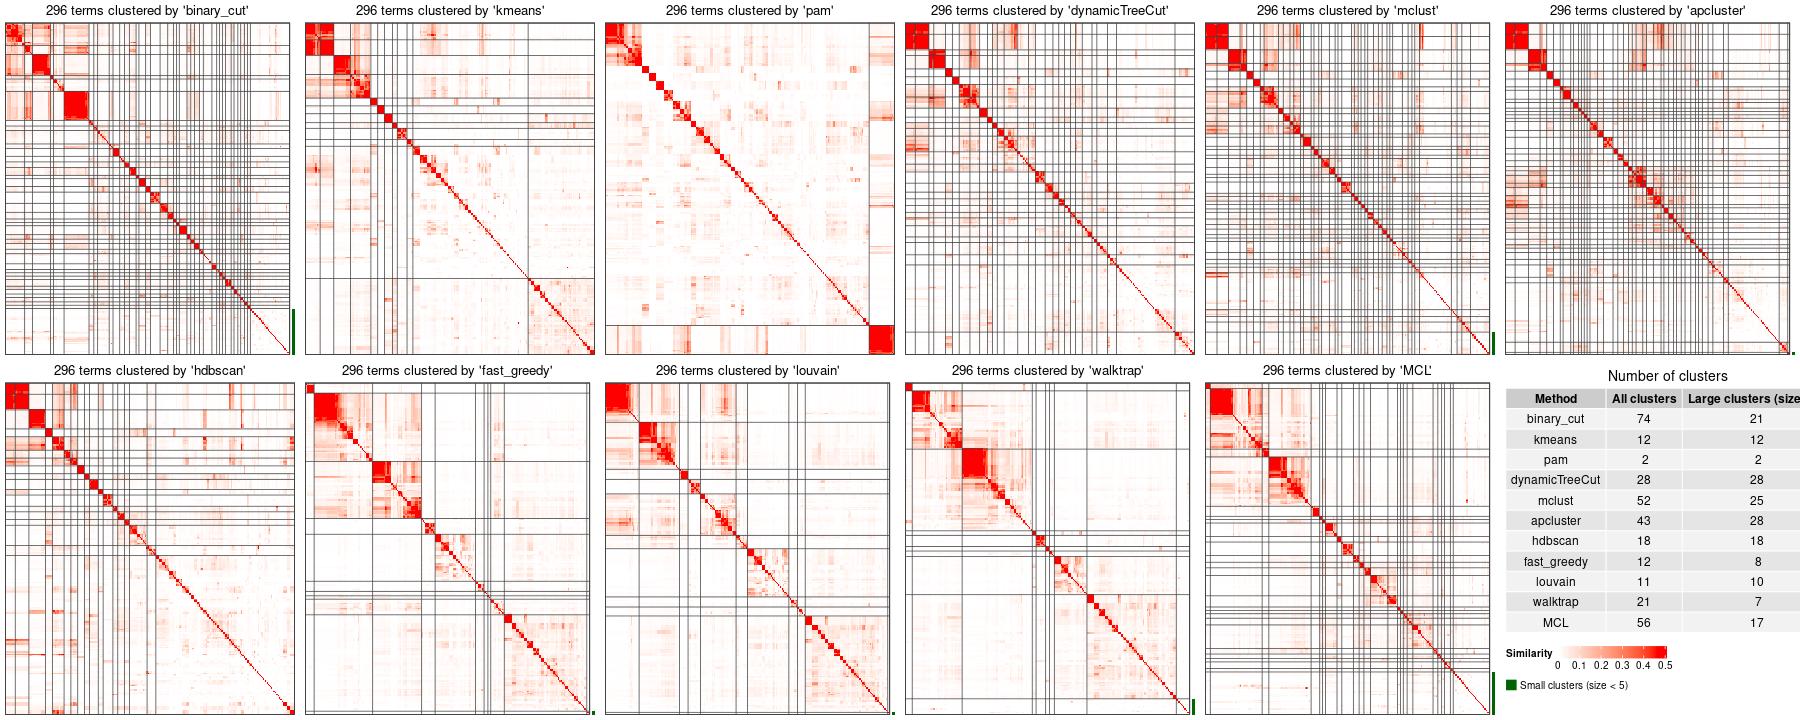 296 terms clustered by 'binary_cut'
296 terms clustered by 'kmeans'
296 terms clustered by 'pam'
296 terms clustered by 'dynamicTreeCut'
296 terms clustered by 'mclust'
296 terms clustered by 'apcluster'
296 terms clustered by 'hdbscan'
296 terms clustered by 'fast_greedy'
296 terms clustered by 'louvain'
296 terms clustered by 'walktrap'
296 terms clustered by 'MCL'
Number of clusters
Method All clusters Large clusters (size
binary_cut 74 21
kmeans 12 12
pam 2 2
dynamicTreeCut 28 28
mclust 52 25
apcluster 43 28
hdbscan 18 18
fast_greedy 12 8
louvain 11 10
walktrap 21 7
MCL 56 17
Similarity
0 0.1 0.2 0.3 0.4 0.5
Small clusters (size < 5)